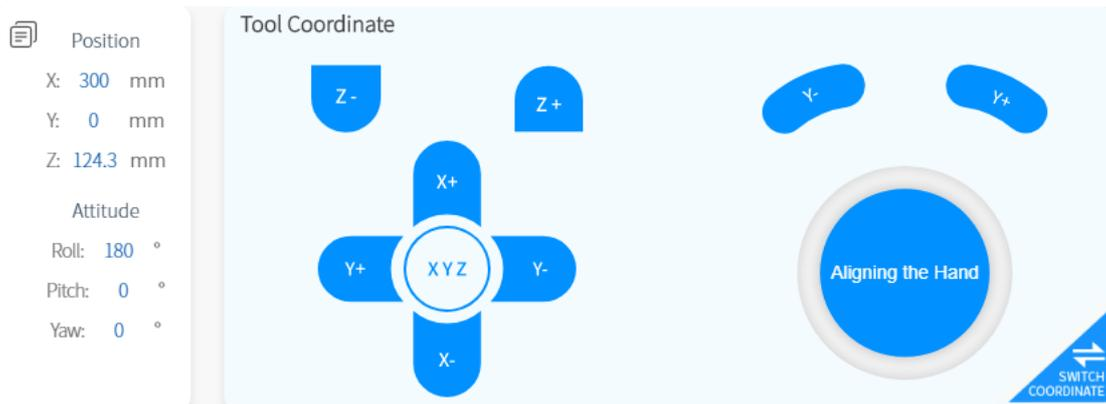 Position
X: 300 mm
Y: 0 mm
Z: 124.3 mm
Attitude
Roll: 180 °
Pitch: 0 °
Yaw: 0 °
Tool Coordinate
Z -
Z +
X+
Y+
X Y Z
Y-
X-
Y-
Y+
Aligning the Hand
SWITCH
COORDINATE